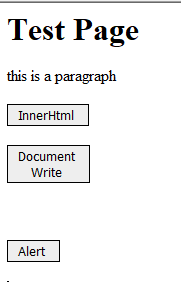 Test Page
this is a paragraph
InnerHtml
Document
Write
Alert
.